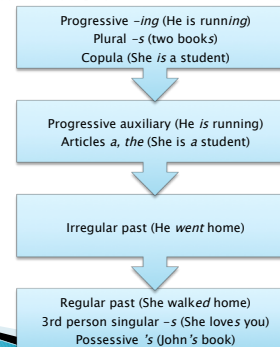 Progressive -ing (He is running)
Plural -s (two books)
Copula (She is a student)
Progressive auxiliary (He is running)
Articles a, the (She is a student)
Irregular past (He went home)
Regular past (She walked home)
3rd person singular -s (She loves you)
Possessive 's (John's book)